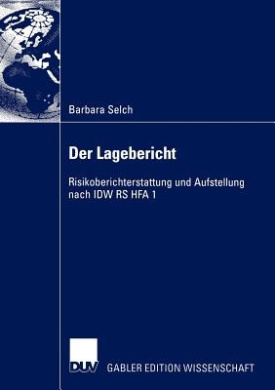 Barbara Selch
Der Lagebericht
Risikoberichterstattung und Aufstellung
nach IDW RS HFA 1
DUV
GABLER EDITION WISSENSCHAFT